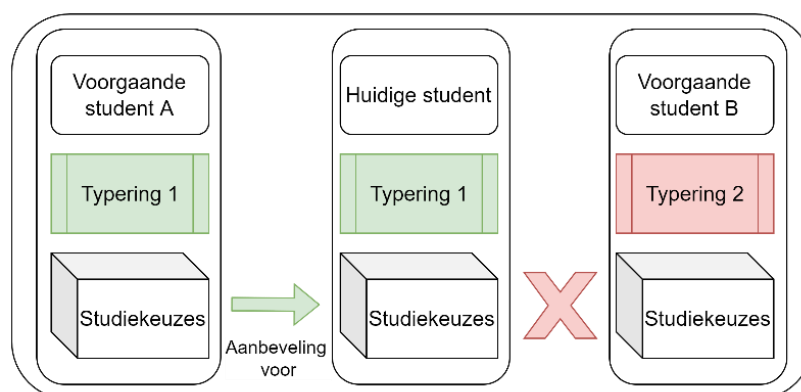 Voorgaande
student A
Typering 1
Studiekeuzes
Aanbeveling
voor
Huidige student
Typering 1
Studiekeuzes
Voorgaande
student B
Typering 2
Studiekeuzes